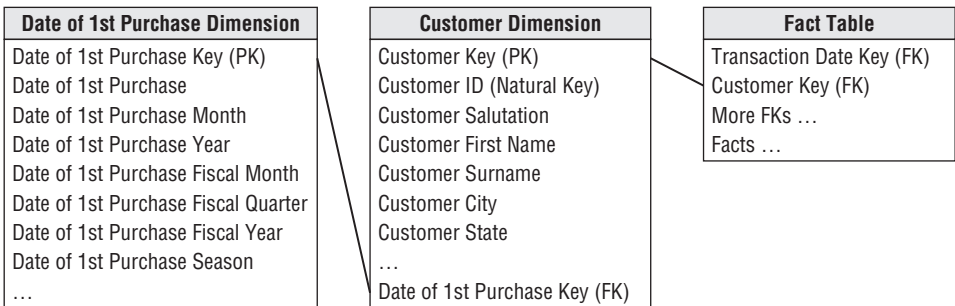 Date of 1st Purchase Dimension
Date of 1st Purchase Key (PK)
Date of 1st Purchase
Date of 1st Purchase Month
Date of 1st Purchase Year
Date of 1st Purchase Fiscal Month
Date of 1st Purchase Fiscal Quarter
Date of 1st Purchase Fiscal Year
Date of 1st Purchase Season
…
Customer Dimension
Customer Key (PK)
Customer ID (Natural Key)
Customer Salutation
Customer First Name
Customer Surname
Customer City
Customer State
…
Date of 1st Purchase Key (FK)
Fact Table
Transaction Date Key (FK)
Customer Key (FK)
More FKs …
Facts …